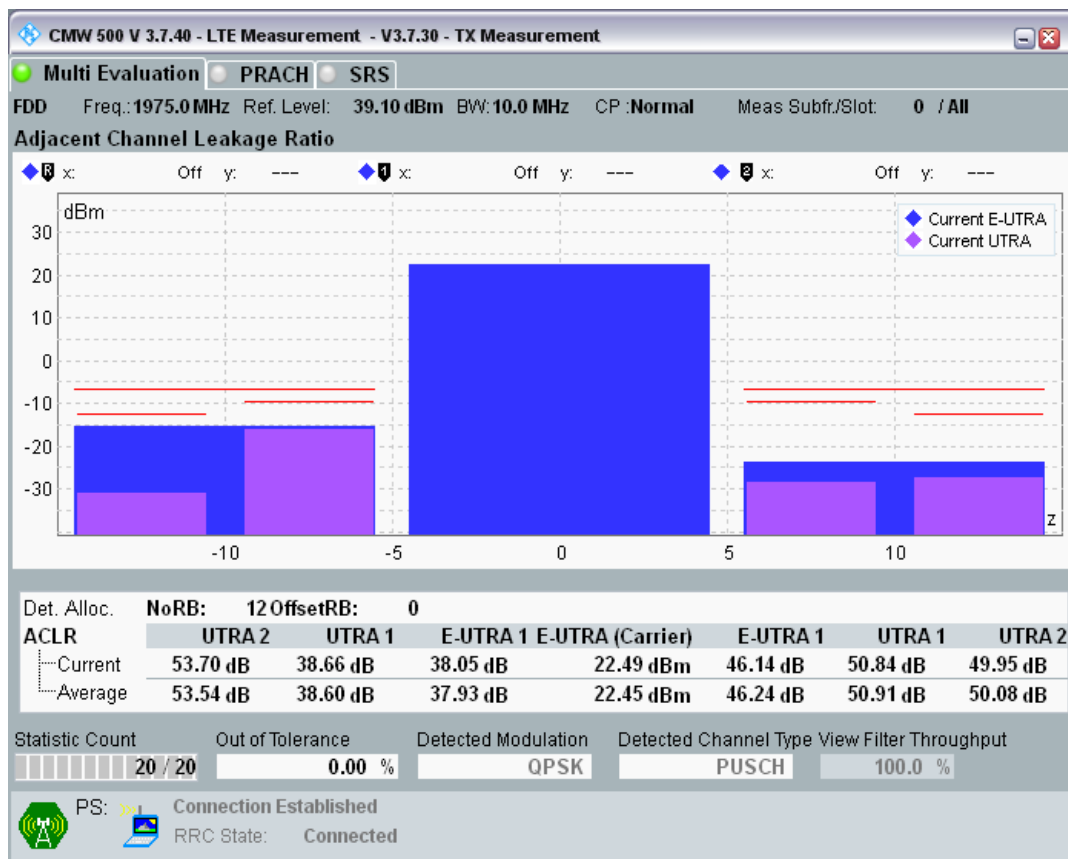 CMW 500 V 3.7.40 - LTE Measurement - V3.7.30 - TX Measurement
Multi Evaluation PRACH SRS
FDD Freq.:1975.0 MHz Ref. Level: 39.10 dBm BW:10.0 MHz CP :Normal Meas Subfr./Slot: 0 / All
Adjacent Channel Leakage Ratio
R x: Off y: --- 1 x: Off y: --- 2 x: Off y: ---
dBm
Current E-UTRA
Current UTRA
30
20
10
0
-10
-20
-30
z
-10 -5 0 5 10
Det. Alloc. NoRB: 12 OffsetRB: 0
ACLR UTRA 2 UTRA 1 E-UTRA 1 E-UTRA (Carrier) E-UTRA 1 UTRA 1 UTRA 2
Current 53.70 dB 38.66 dB 38.05 dB 22.49 dBm 46.14 dB 50.84 dB 49.95 dB
Average 53.54 dB 38.60 dB 37.93 dB 22.45 dBm 46.24 dB 50.91 dB 50.08 dB
Statistic Count Out of Tolerance Detected Modulation Detected Channel Type View Filter Throughput
20 / 20 0.00 % QPSK PUSCH 100.0 %
PS: Connection Established
RRC State: Connected